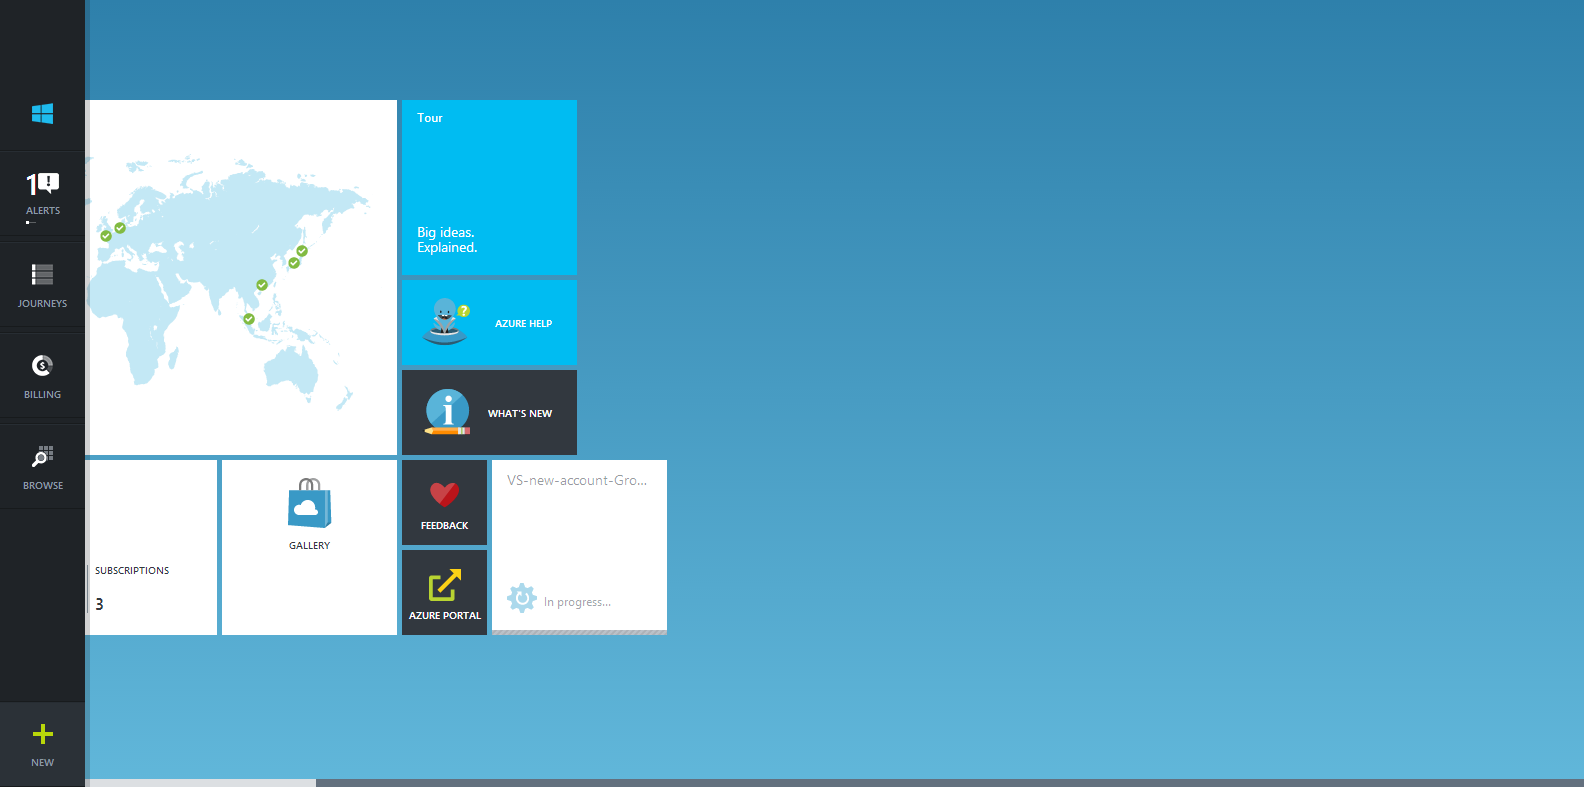 1
ALERTS
JOURNEYS
BILLING
BROWSE
NEW
Tour
Big ideas.
Explained.
AZURE HELP
WHAT'S NEW
SUBSCRIPTIONS
3
GALLERY
FEEDBACK
AZURE PORTAL
VS-new-account-Gro...
In progress...